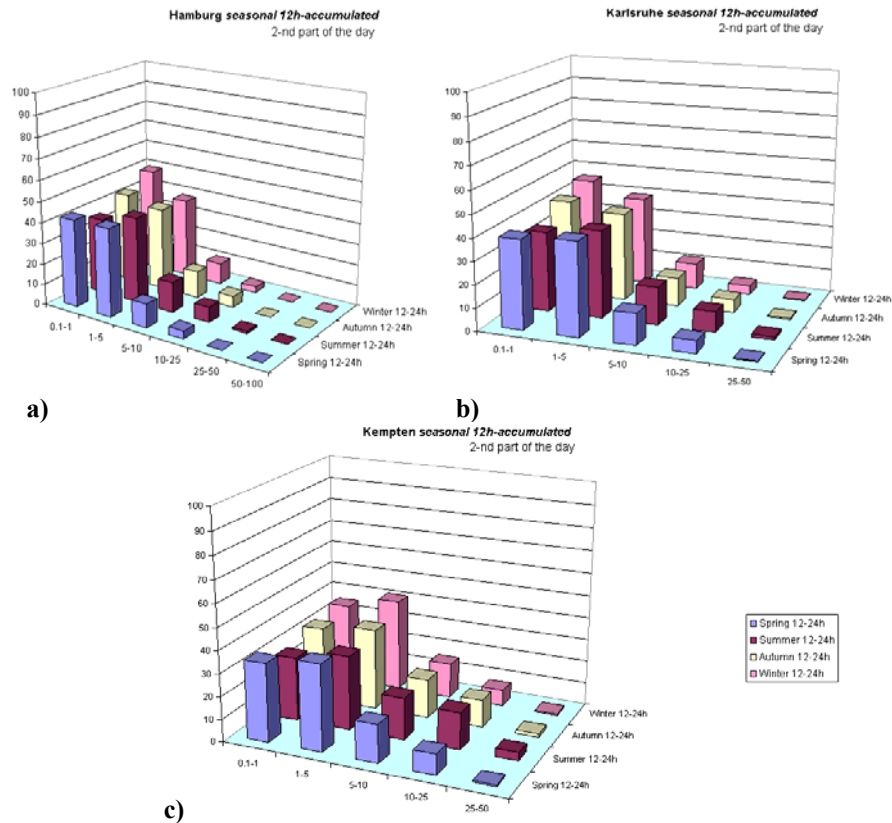 Hamburg seasonal 12h-accumulated
2-nd part of the day
100
90
80
70
60
50
40
30
20
10
0
0.1-1
1-5
5-10
10-25
25-50
50-100
Winter 12-24h
Autumn 12-24h
Summer 12-24h
Spring 12-24h
a)
Karlsruhe seasonal 12h-accumulated
2-nd part of the day
100
90
80
70
60
50
40
30
20
10
0
0.1-1
1-5
5-10
10-25
25-50
Winter 12-24h
Autumn 12-24h
Summer 12-24h
Spring 12-24h
b)
Kempten seasonal 12h-accumulated
2-nd part of the day
100
90
80
70
60
50
40
30
20
10
0
0.1-1
1-5
5-10
10-25
25-50
Winter 12-24h
Autumn 12-24h
Summer 12-24h
Spring 12-24h
c)
Spring 12-24h
Summer 12-24h
Autumn 12-24h
Winter 12-24h